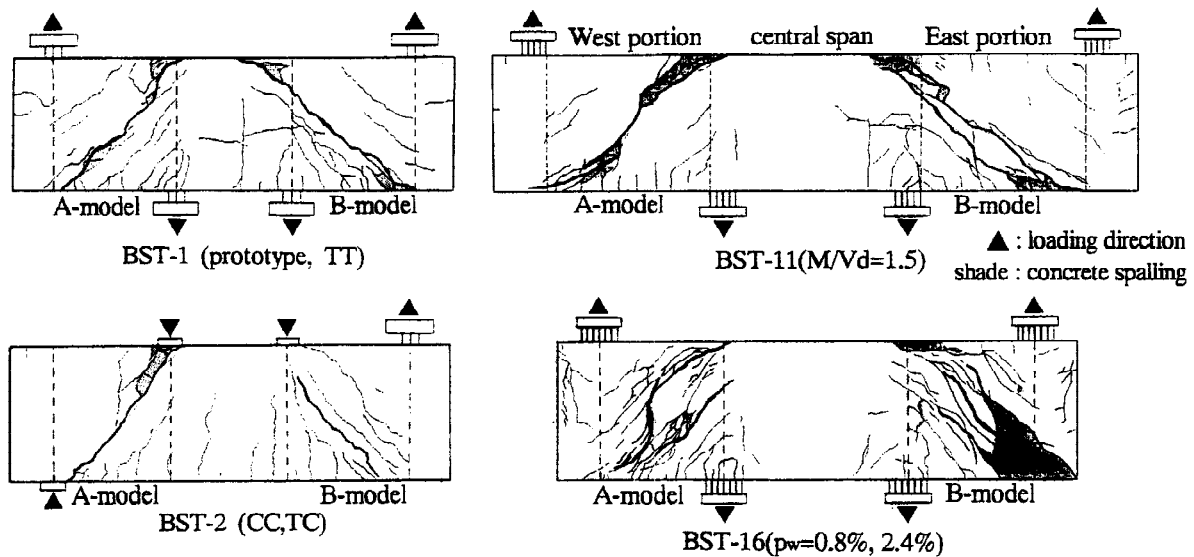 West portion central span East portion
A-model B-model
BST-1 (prototype, TT)
A-model B-model
BST-11(M/Vd=1.5)
▲ : loading direction
shade : concrete spalling
A-model B-model
BST-2 (CC,TC)
A-model B-model
BST-16(pw=0.8%, 2.4%)